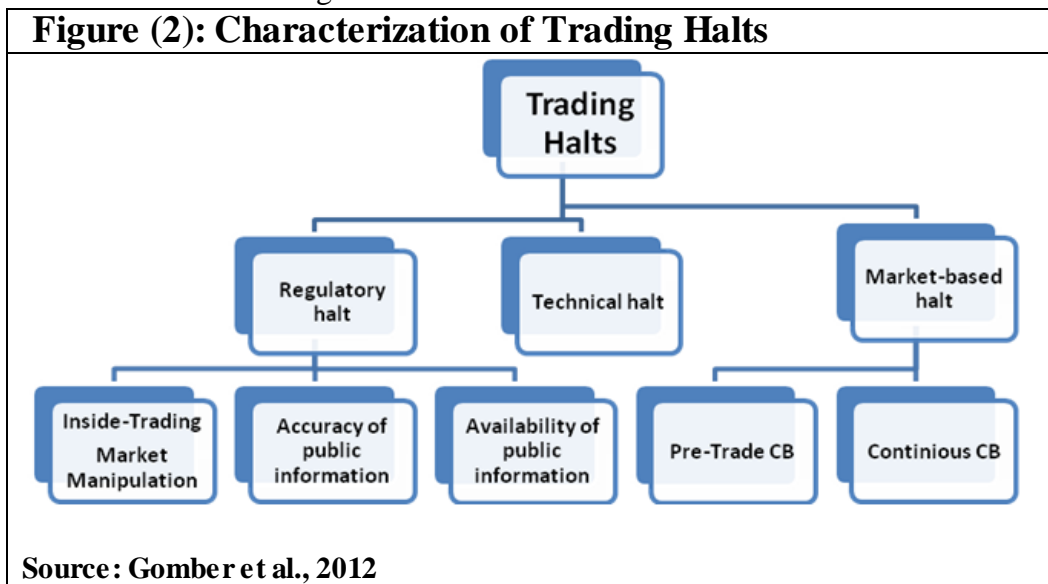 Figure (2): Characterization of Trading Halts
Trading
Halts
Regulatory
halt
Technical halt
Market-based
halt
Inside-Trading
Market
Manipulation
Accuracy of
public
information
Availability of
public
information
Pre-Trade CB
Continious CB
Source: Gomber et al., 2012